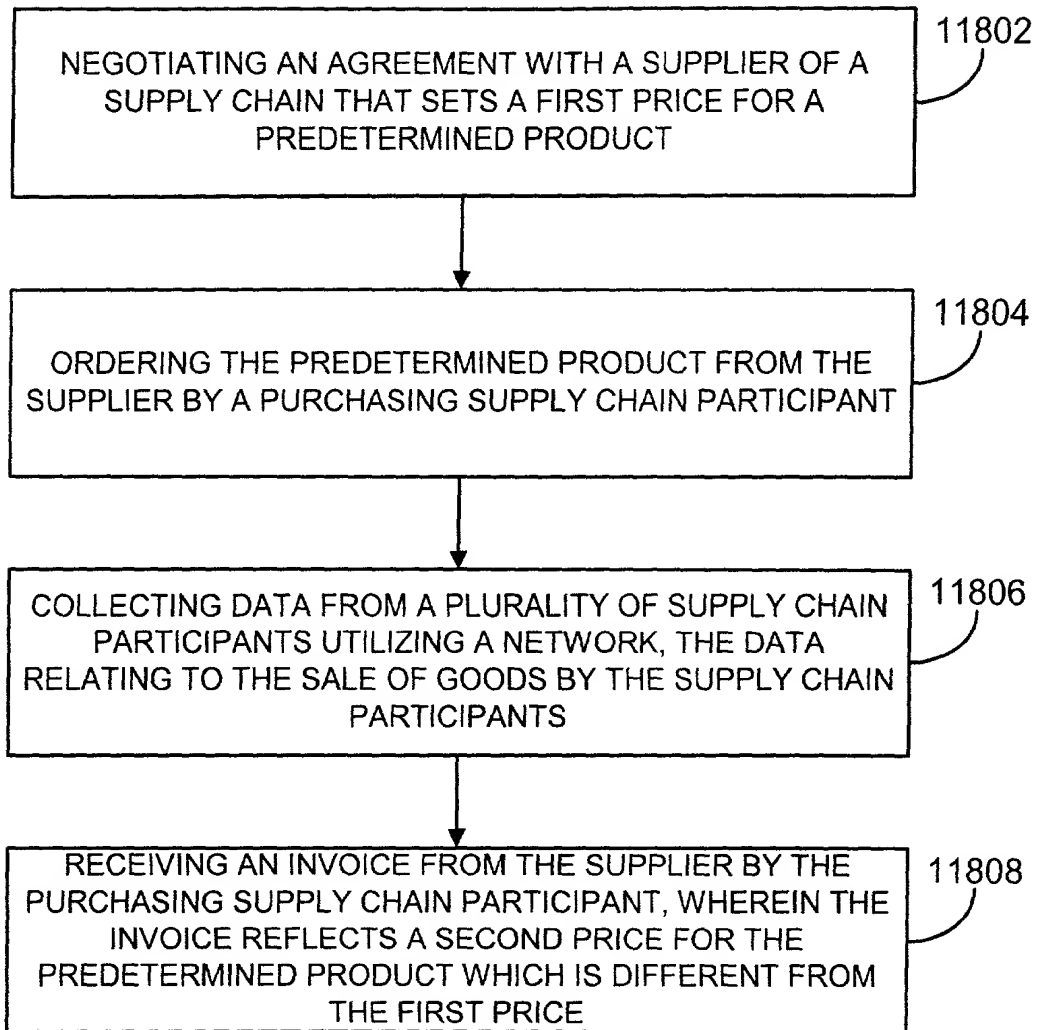 11802
NEGOTIATING AN AGREEMENT WITH A SUPPLIER OF A
SUPPLY CHAIN THAT SETS A FIRST PRICE FOR A
PREDETERMINED PRODUCT
11804
ORDERING THE PREDETERMINED PRODUCT FROM THE
SUPPLIER BY A PURCHASING SUPPLY CHAIN PARTICIPANT
11806
COLLECTING DATA FROM A PLURALITY OF SUPPLY CHAIN
PARTICIPANTS UTILIZING A NETWORK, THE DATA
RELATING TO THE SALE OF GOODS BY THE SUPPLY CHAIN
PARTICIPANTS
11808
RECEIVING AN INVOICE FROM THE SUPPLIER BY THE
PURCHASING SUPPLY CHAIN PARTICIPANT, WHEREIN THE
INVOICE REFLECTS A SECOND PRICE FOR THE
PREDETERMINED PRODUCT WHICH IS DIFFERENT FROM
THE FIRST PRICE